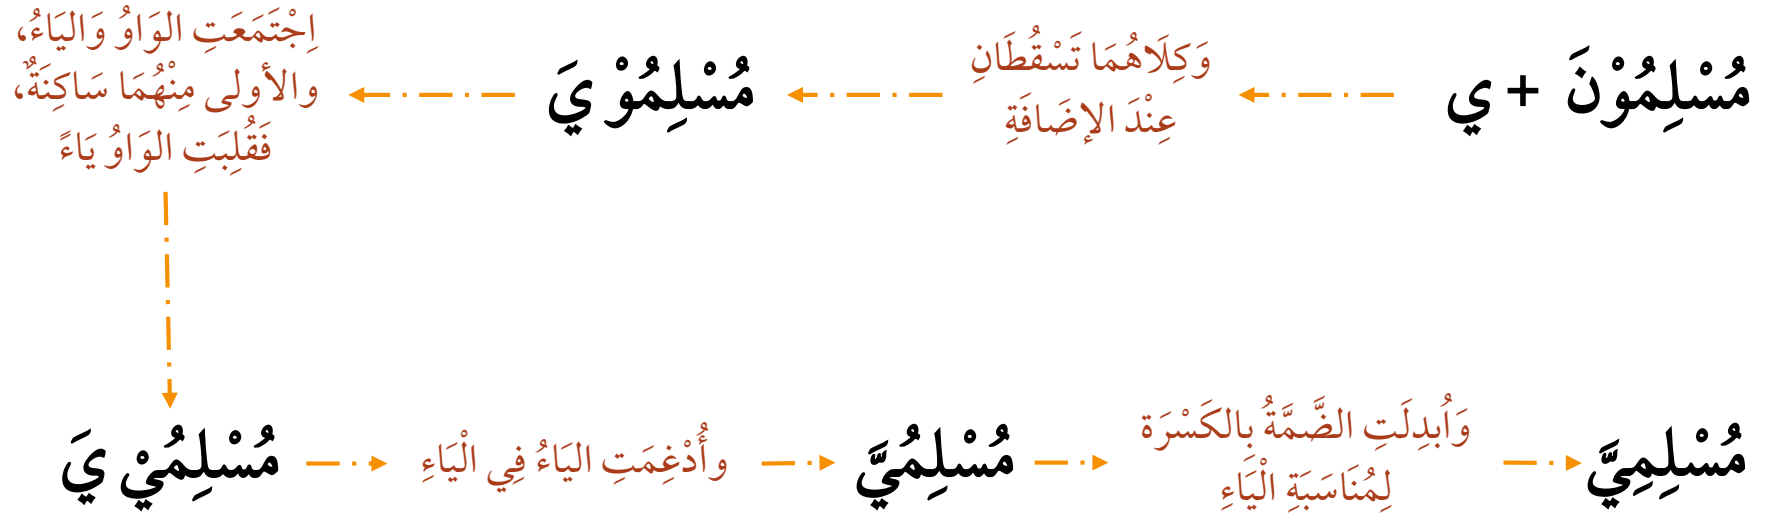 مُسْلِمُوْنَ + ي
وَكِلَاهُمَا تَسْقُطَانِ
عِنْدَ الإضَافَةِ
مُسْلِمُوْ يَ
اِجْتَمَعَتِ الوَاوُ وَاليَاءُ،
والأولى مِنْهُمَا سَاكِنَةٌ،
فَقُلِبَتِ الوَاوُ يَاءً
مُسْلِمُيْ يَ
وأُدْغِمَتِ اليَاءُ فِي الْيَاءِ
مُسْلِمُيَّ
وَاُبدِلَتِ الضَّمَّةُ بِالكَسْرَة
لِمُنَاسَبَةِ الْيَاءِ
مُسْلِمِيَّ